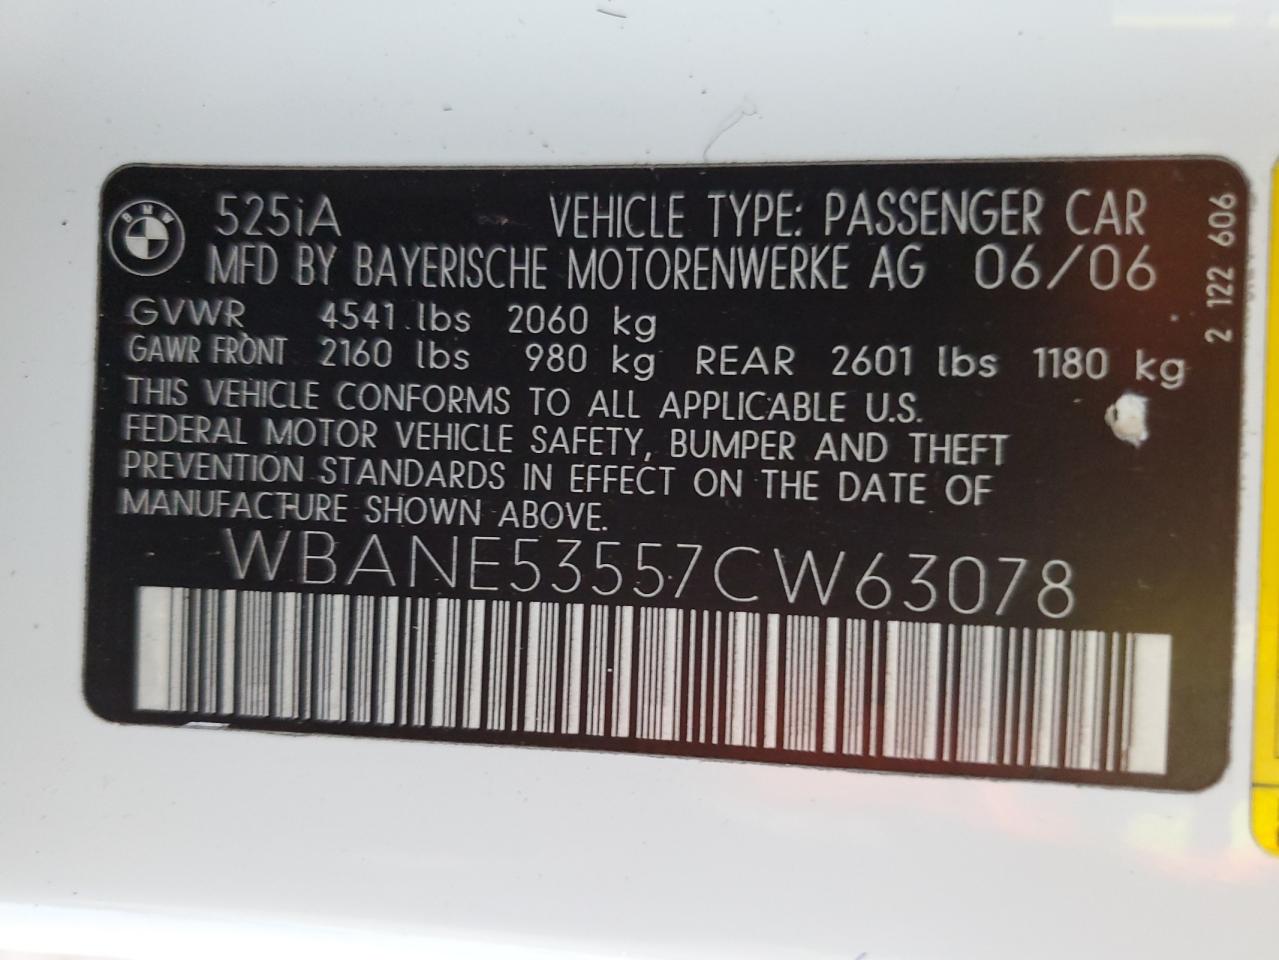 BMW
525iA VEHICLE TYPE: PASSENGER CAR
MFD BY BAYERISCHE MOTORENWERKE AG 06/06
GVWR 4541 lbs 2060 kg
GAWR FRONT 2160 lbs 980 kg REAR 2601 lbs 1180 kg
THIS VEHICLE CONFORMS TO ALL APPLICABLE U.S.
FEDERAL MOTOR VEHICLE SAFETY, BUMPER AND THEFT
PREVENTION STANDARDS IN EFFECT ON THE DATE OF
MANUFACTURE SHOWN ABOVE.
WBANE53557CW63078
2 122 606